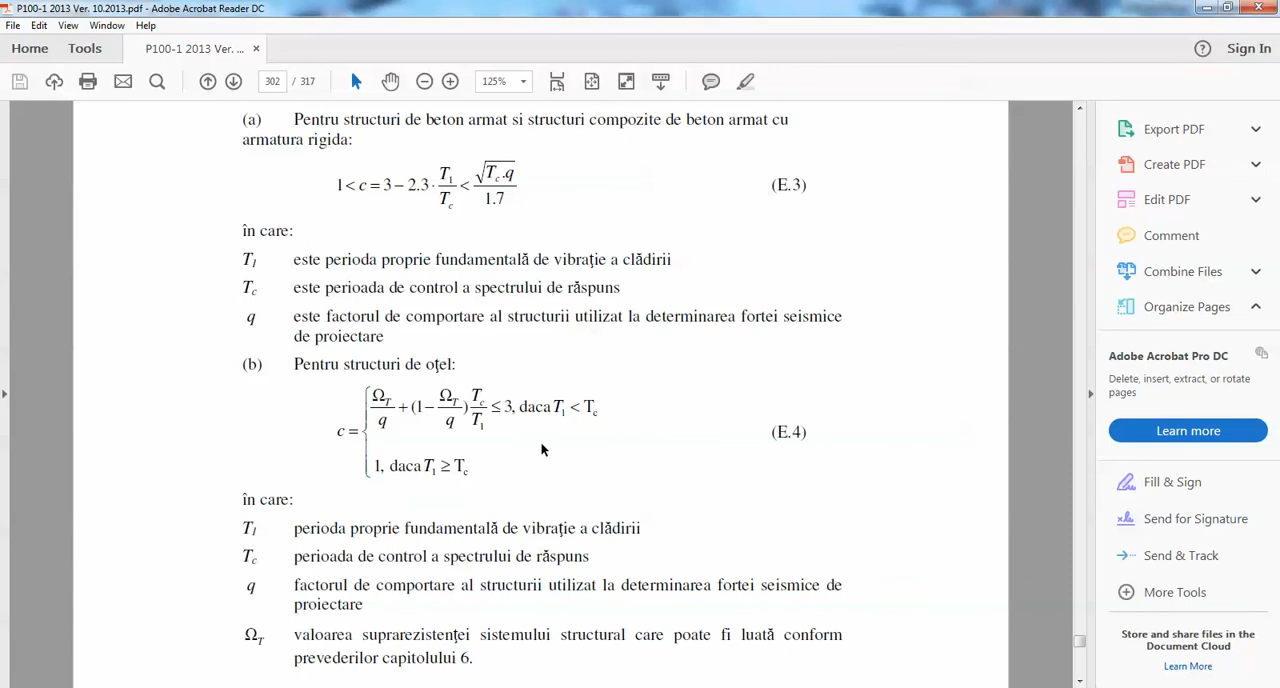 P100-1 2013 Ver. 10.2013.pdf - Adobe Acrobat Reader DC
File Edit View Window Help
Home Tools P100-1 2013 Ver. ... × Sign In
302 / 317 125%
(a) Pentru structuri de beton armat si structuri compozite de beton armat cu
armatura rigida:
1 < c = 3 − 2.3 · T₁/T_c < √(T_c.q)/1.7 (E.3)
în care:
T₁ este perioda proprie fundamentală de vibraţie a clădirii
T_c este perioada de control a spectrului de răspuns
q este factorul de comportare al structurii utilizat la determinarea fortei seismice
de proiectare
(b) Pentru structuri de oţel:
c = { Ω_T/q + (1 − Ω_T/q) T_c/T₁ ≤ 3, daca T₁ < T_c (E.4)
1, daca T₁ ≥ T_c
în care:
T₁ perioda proprie fundamentală de vibraţie a clădirii
T_c perioada de control a spectrului de răspuns
q factorul de comportare al structurii utilizat la determinarea fortei seismice de
proiectare
Ω_T valoarea suprarezistenţei sistemului structural care poate fi luată conform
prevederilor capitolului 6.
Export PDF
Create PDF
Edit PDF
Comment
Combine Files
Organize Pages
Adobe Acrobat Pro DC
Delete, insert, extract, or rotate
pages
Learn more
Fill & Sign
Send for Signature
Send & Track
More Tools
Store and share files in the
Document Cloud
Learn More